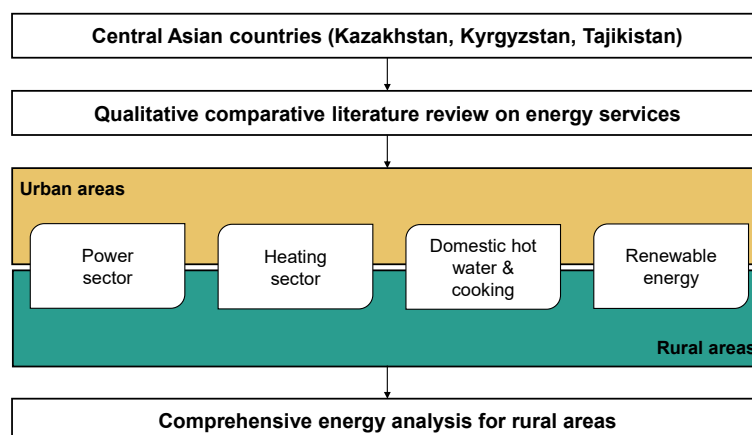 Central Asian countries (Kazakhstan, Kyrgyzstan, Tajikistan)
Qualitative comparative literature review on energy services
Urban areas
Power
sector
Heating
sector
Domestic hot
water &
cooking
Renewable
energy
Rural areas
Comprehensive energy analysis for rural areas